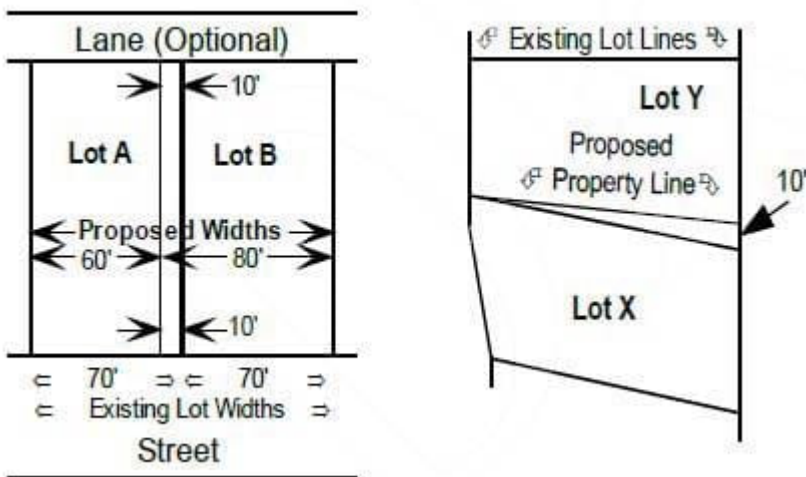 Lane (Optional)
10'
Lot A
Lot B
Proposed Widths
60'
80'
10'
⇐ 70' ⇒ ⇐ 70' ⇒
⇐ Existing Lot Widths ⇒
Street
Existing Lot Lines
Lot Y
Proposed
Property Line
10'
Lot X